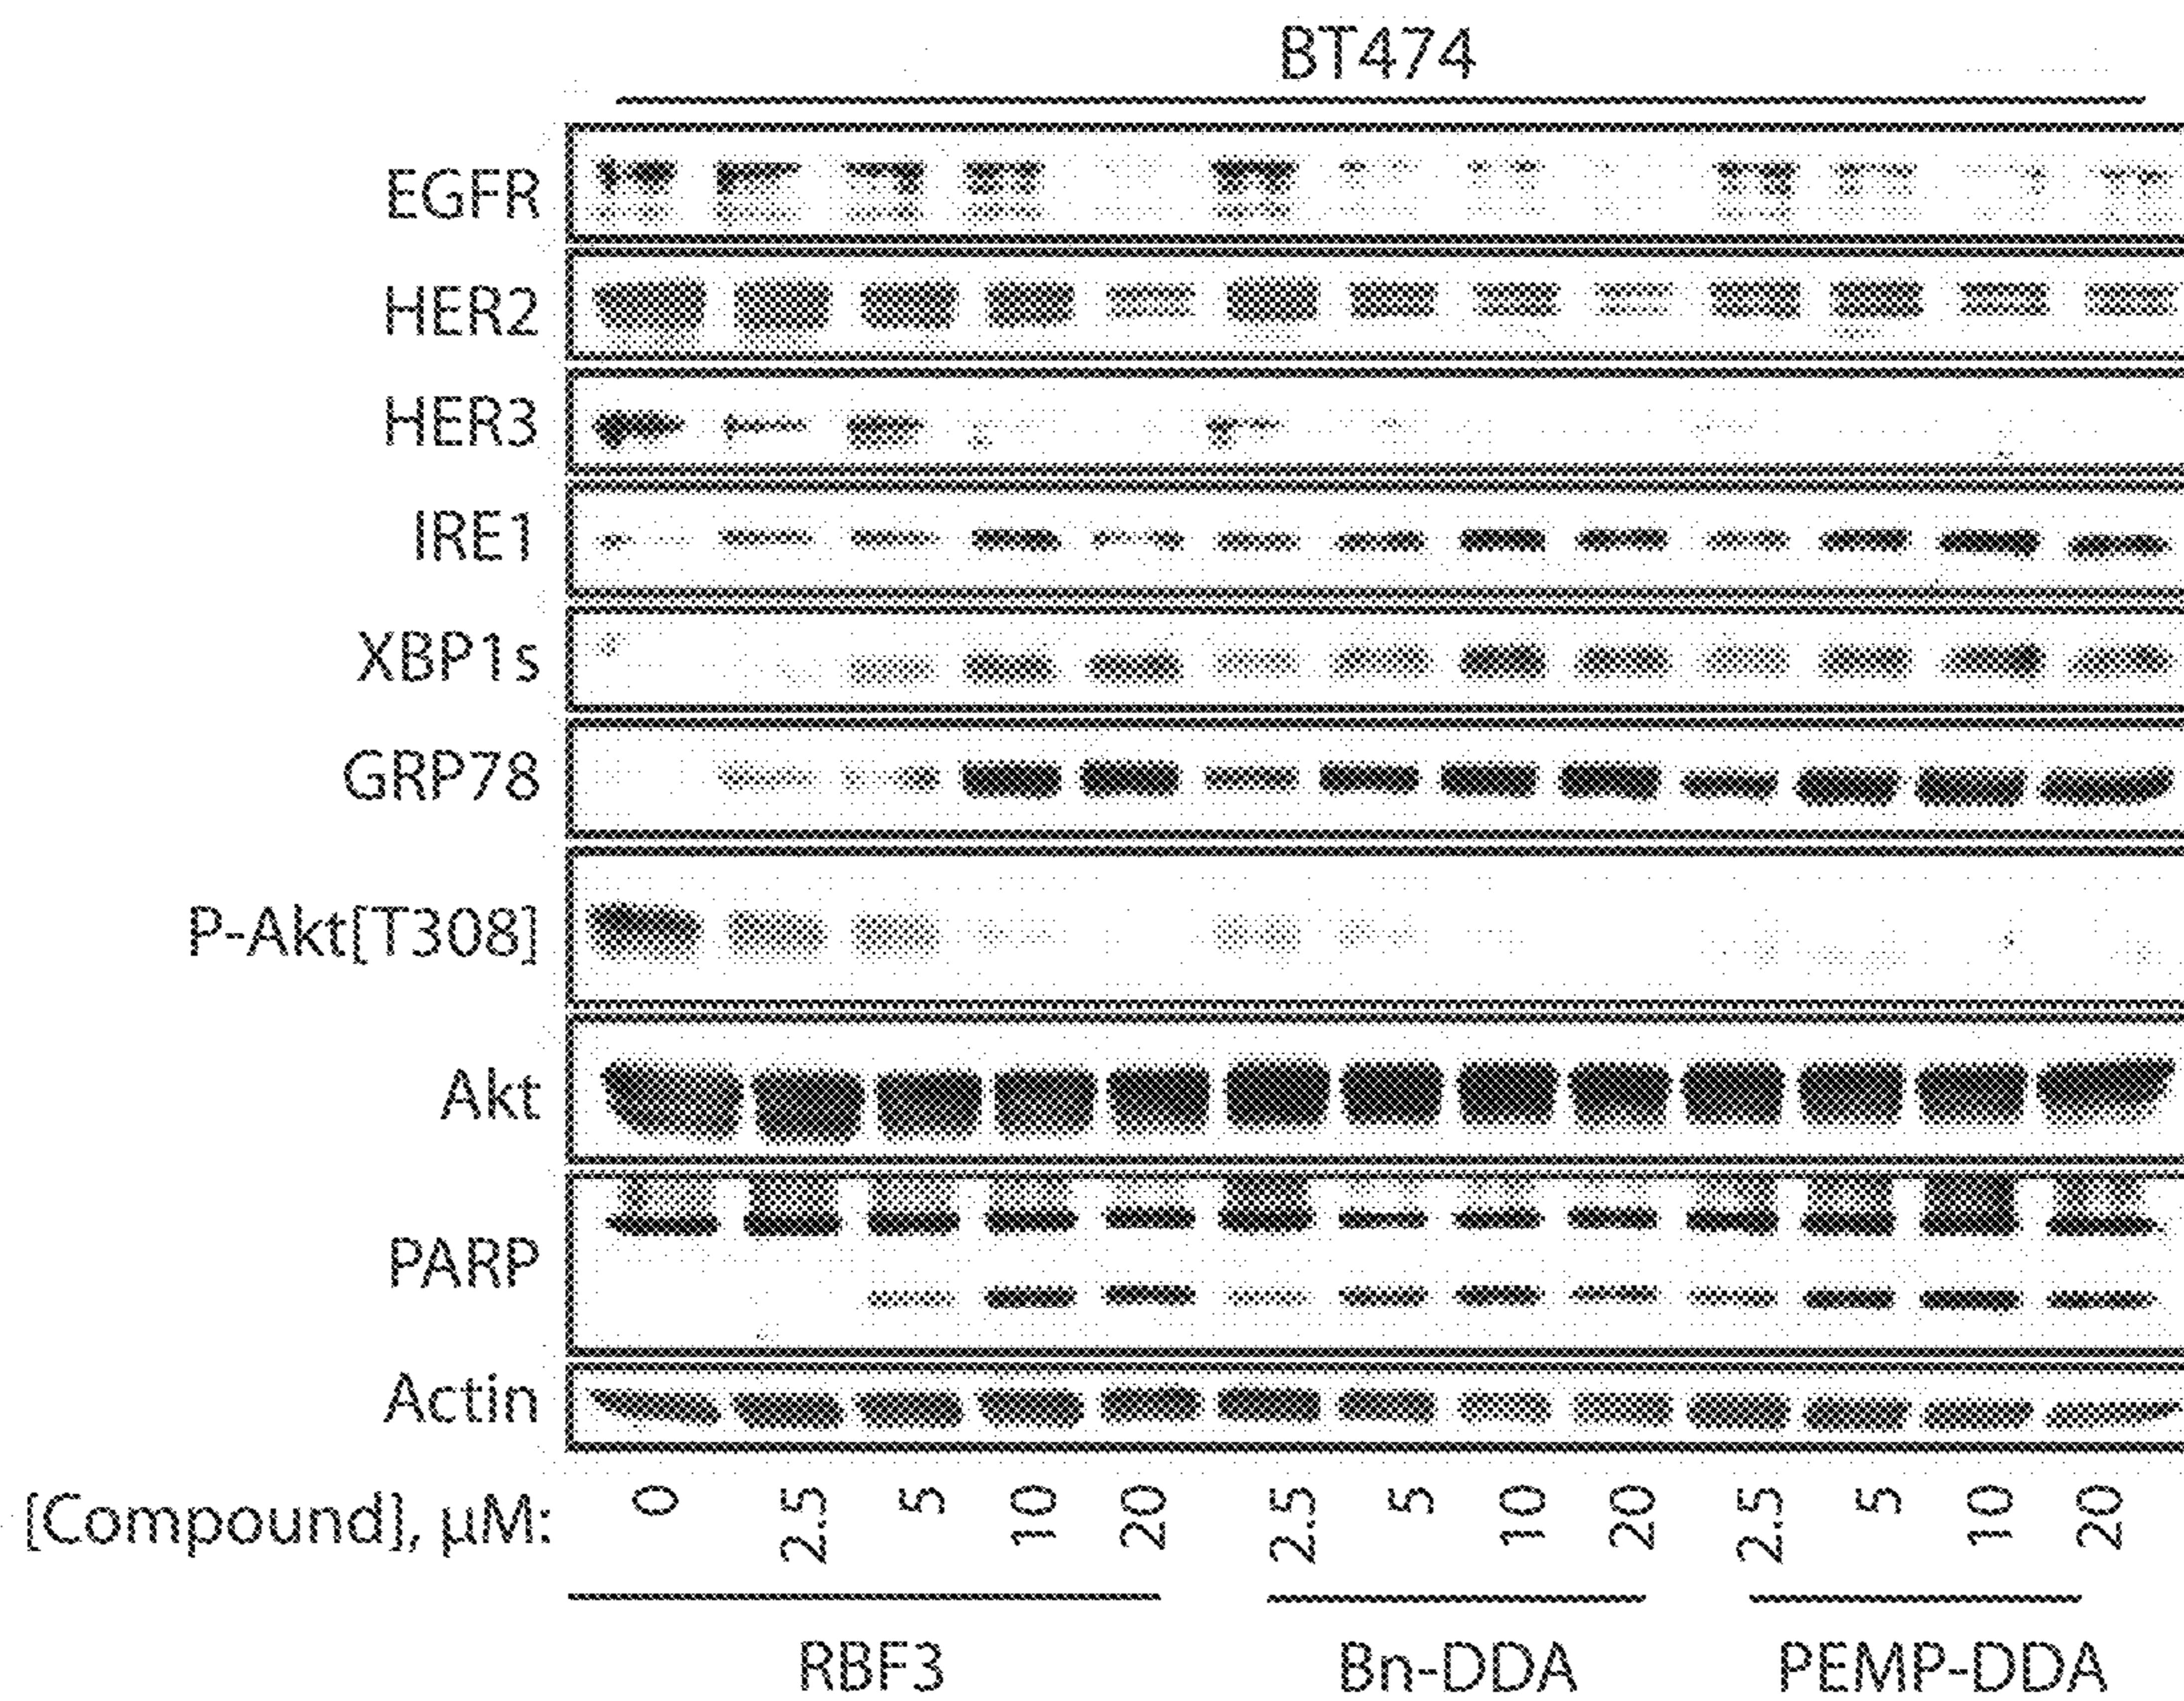 BT474
EGFR
HER2
HER3
IRE1
XBP1s
GRP78
P-Akt[T308]
Akt
PARP
Actin
[Compound], µM: 0 2.5 5 10 20 2.5 5 10 20 2.5 5 10 20
RBF3 Bn-DDA PEMP-DDA